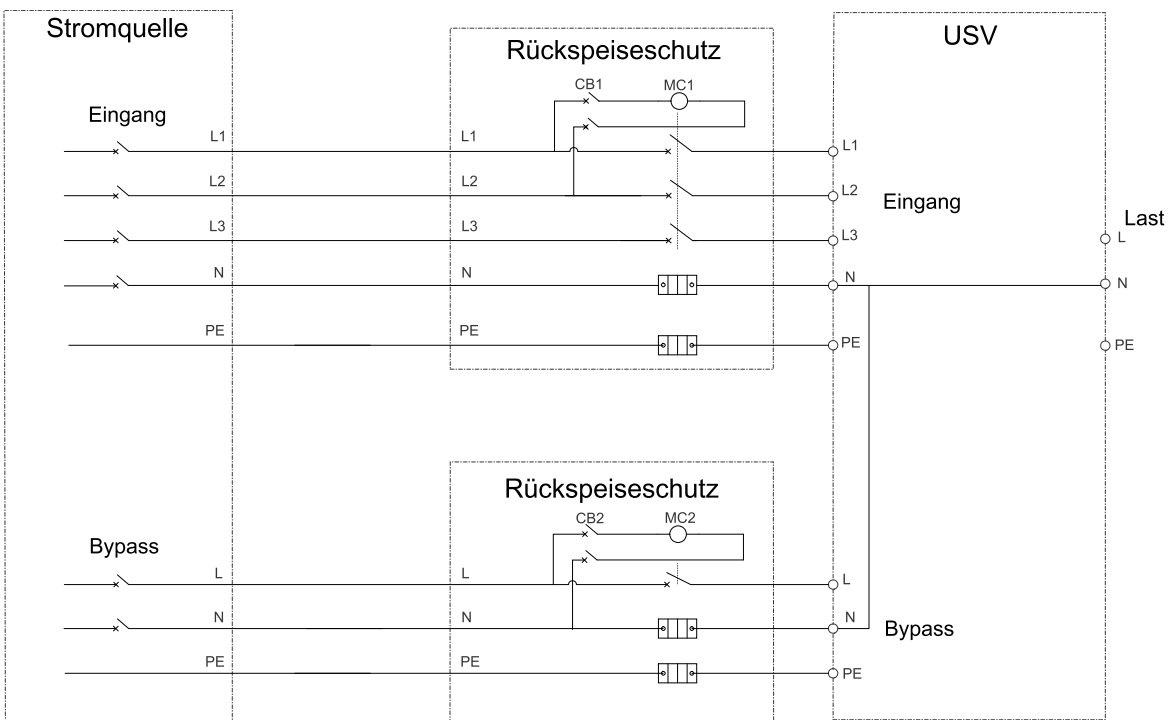 Stromquelle
Rückspeiseschutz
USV
CB1 MC1
Eingang
L1 L1 L1
L2 L2 L2
Eingang
L3 L3 L3
Last
L
N N N N
PE PE PE PE
Rückspeiseschutz
CB2 MC2
Bypass
L L L
N N N
Bypass
PE PE PE